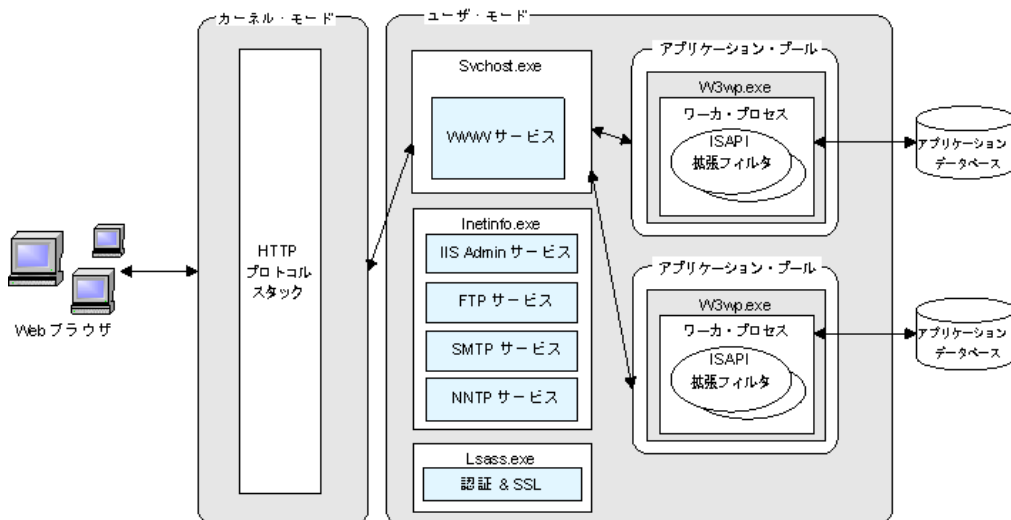 カーネル・モード
HTTP
プロトコル
スタック
Webブラウザ
ユーザ・モード
Svchost.exe
WWWサービス
Inetinfo.exe
IIS Admin サービス
FTP サービス
SMTP サービス
NNTP サービス
Lsass.exe
認証 & SSL
アプリケーション・プール
W3wp.exe
ワーカ・プロセス
ISAPI
拡張フィルタ
アプリケーション
データベース
アプリケーション・プール
W3wp.exe
ワーカ・プロセス
ISAPI
拡張フィルタ
アプリケーション
データベース